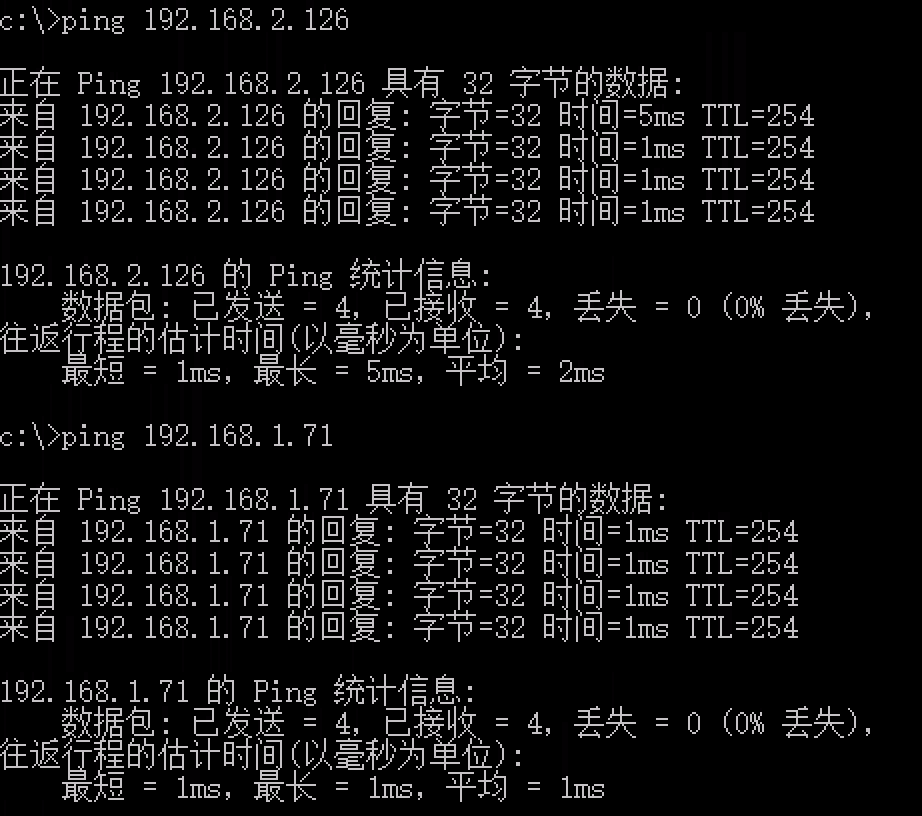 c:\>ping 192.168.2.126
正在 Ping 192.168.2.126 具有 32 字节的数据:
来自 192.168.2.126 的回复: 字节=32 时间=5ms TTL=254
来自 192.168.2.126 的回复: 字节=32 时间=1ms TTL=254
来自 192.168.2.126 的回复: 字节=32 时间=1ms TTL=254
来自 192.168.2.126 的回复: 字节=32 时间=1ms TTL=254
192.168.2.126 的 Ping 统计信息:
数据包: 已发送 = 4, 已接收 = 4, 丢失 = 0 (0% 丢失),
往返行程的估计时间(以毫秒为单位):
最短 = 1ms, 最长 = 5ms, 平均 = 2ms
c:\>ping 192.168.1.71
正在 Ping 192.168.1.71 具有 32 字节的数据:
来自 192.168.1.71 的回复: 字节=32 时间=1ms TTL=254
来自 192.168.1.71 的回复: 字节=32 时间=1ms TTL=254
来自 192.168.1.71 的回复: 字节=32 时间=1ms TTL=254
来自 192.168.1.71 的回复: 字节=32 时间=1ms TTL=254
192.168.1.71 的 Ping 统计信息:
数据包: 已发送 = 4, 已接收 = 4, 丢失 = 0 (0% 丢失),
往返行程的估计时间(以毫秒为单位):
最短 = 1ms, 最长 = 1ms, 平均 = 1ms